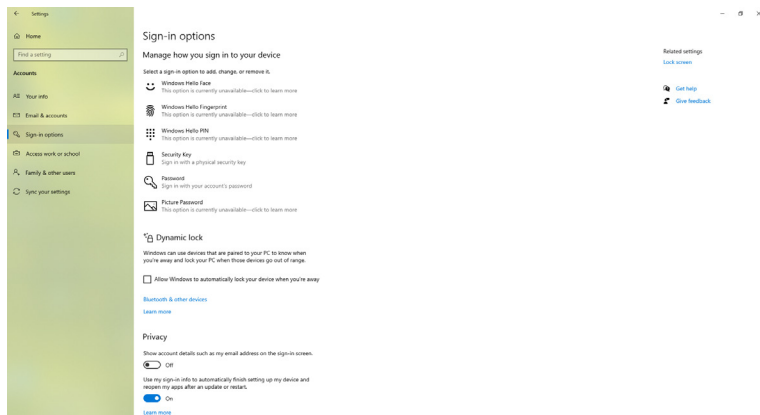 Settings
Home
Find a setting
Accounts
Your info
Email & accounts
Sign-in options
Access work or school
Family & other users
Sync your settings
Sign-in options
Manage how you sign in to your device
Select a sign-in option to add, change, or remove it.
Windows Hello Face
This option is currently unavailable—click to learn more
Windows Hello Fingerprint
This option is currently unavailable—click to learn more
Windows Hello PIN
This option is currently unavailable—click to learn more
Security Key
Sign in with a physical security key
Password
Sign in with your account's password
Picture Password
This option is currently unavailable—click to learn more
Dynamic lock
Windows can use devices that are paired to your PC to know when
you're away and lock your PC when those devices go out of range.
Allow Windows to automatically lock your device when you're away
Bluetooth & other devices
Learn more
Privacy
Show account details such as my email address on the sign-in screen.
Off
Use my sign-in info to automatically finish setting up my device and
reopen my apps after an update or restart.
On
Learn more
Related settings
Lock screen
Get help
Give feedback